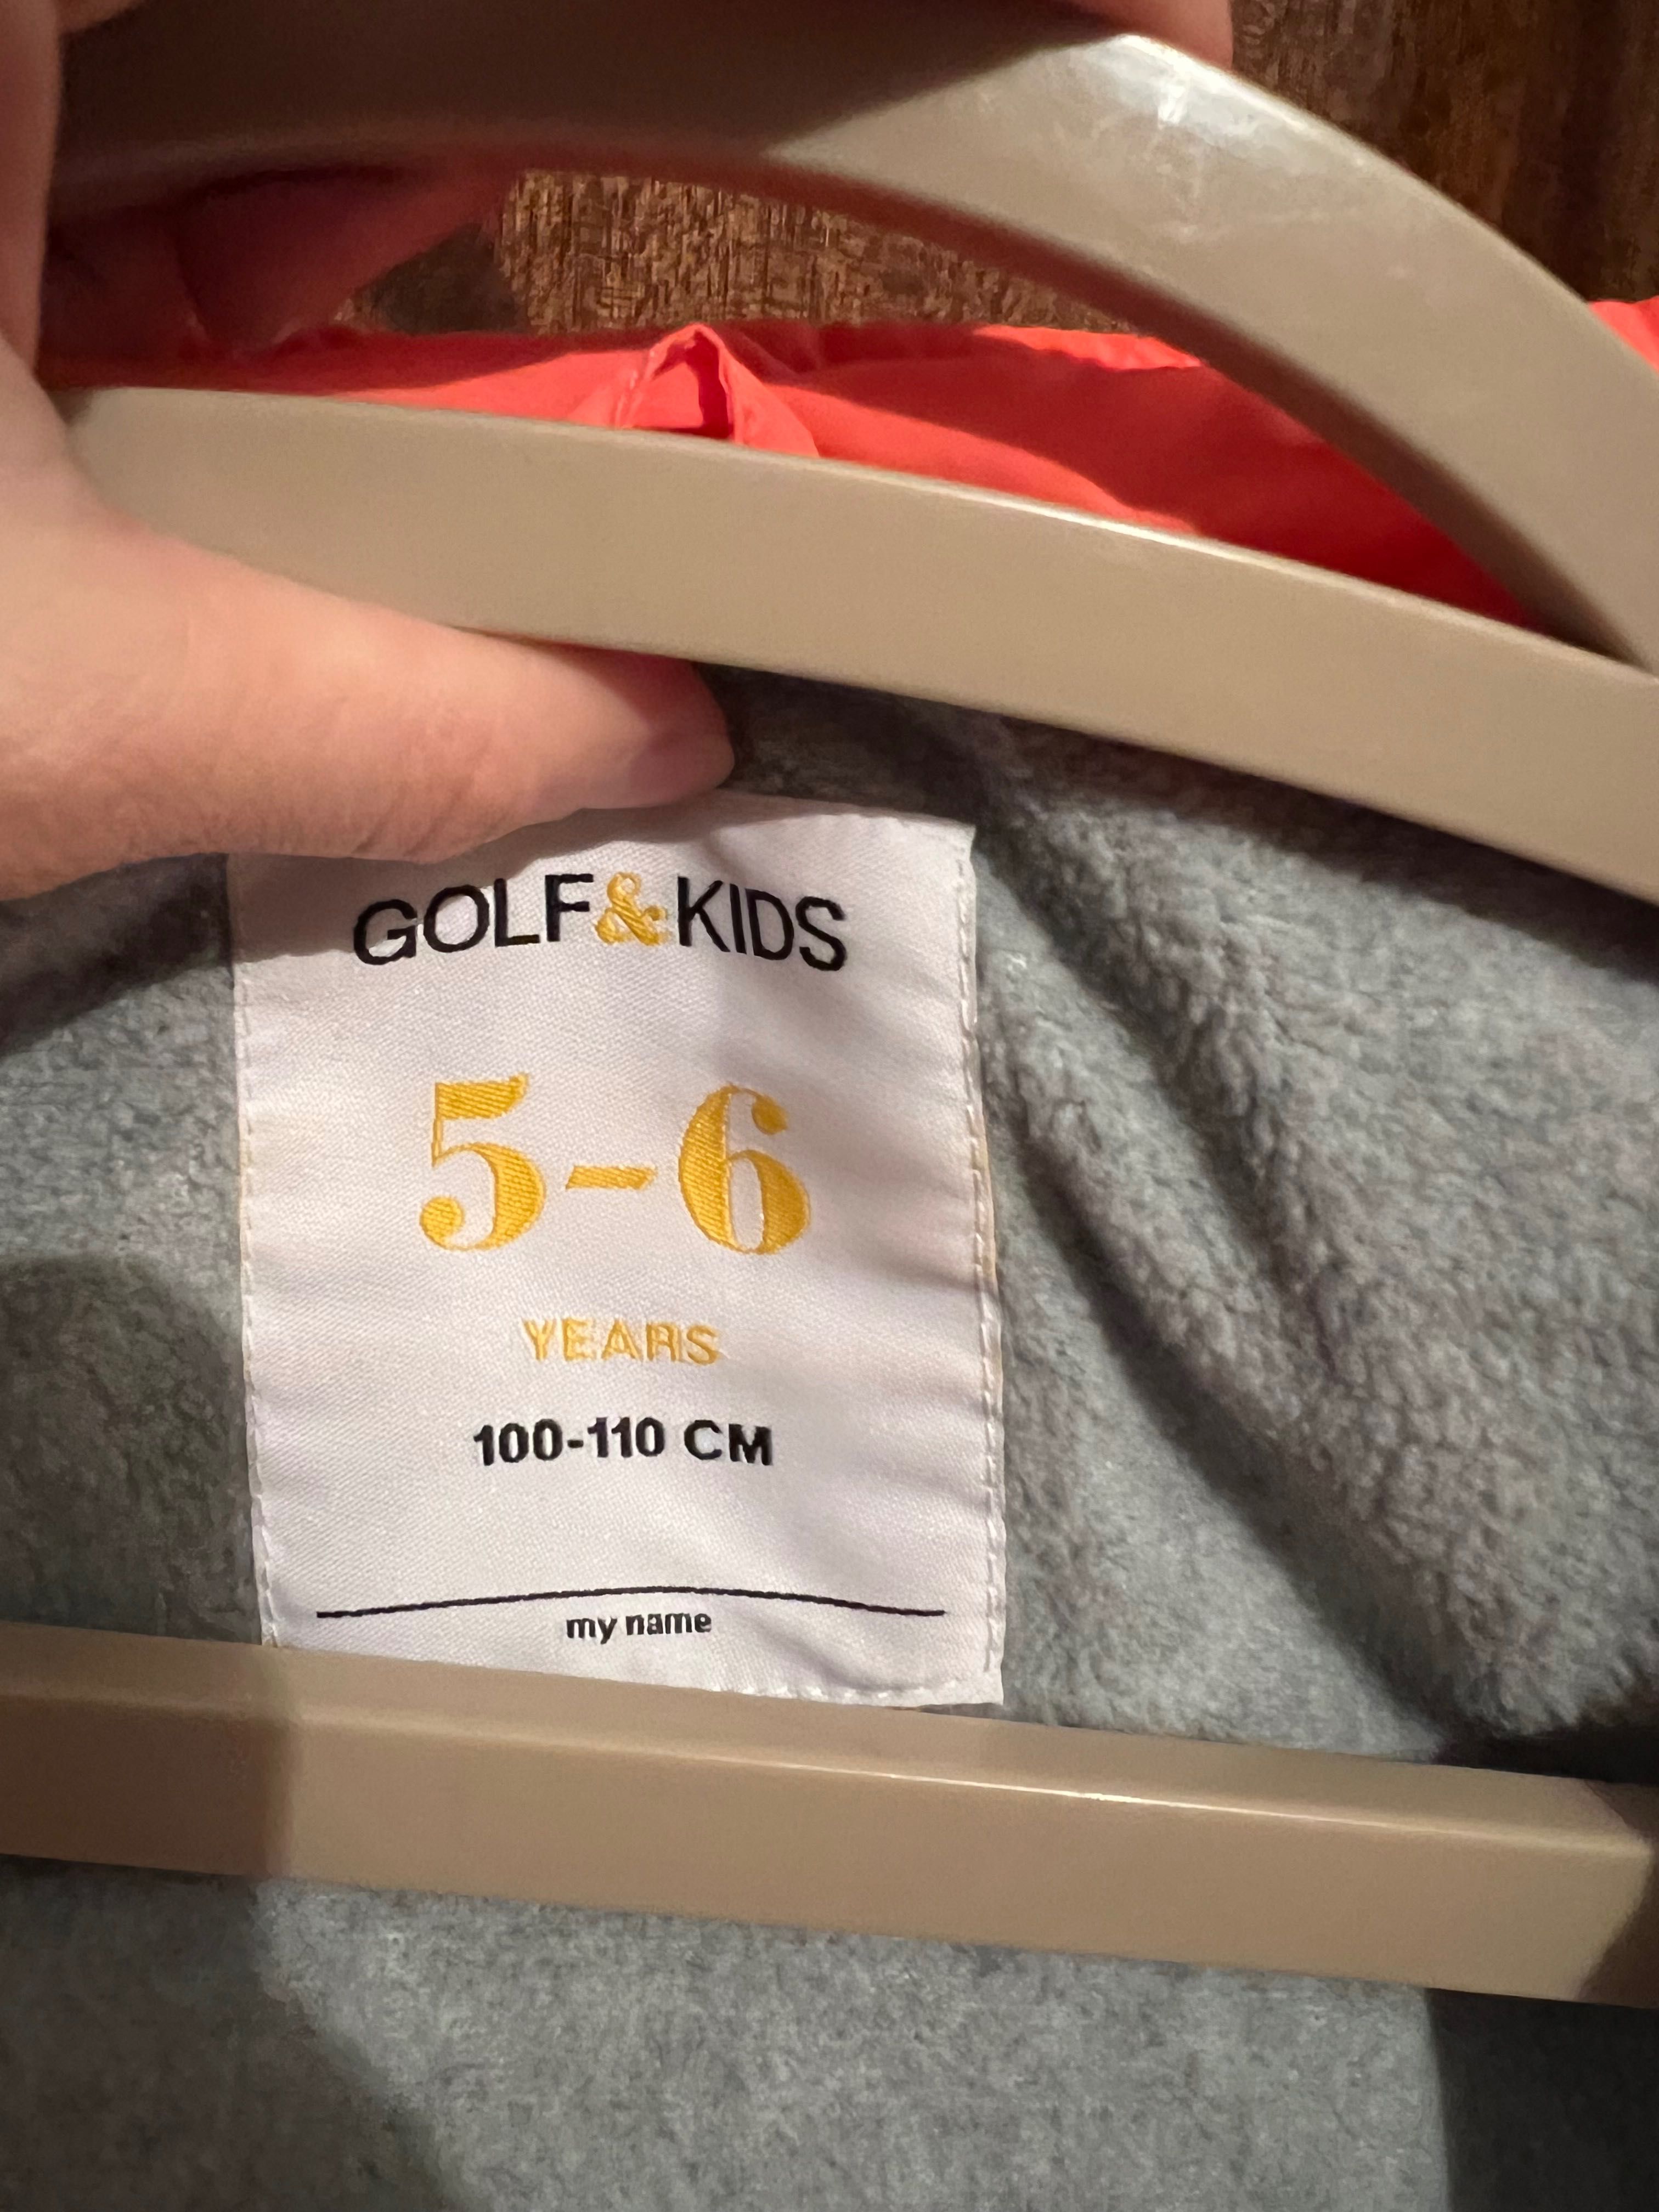 GOLF&KIDS
5-6
YEARS
100-110 CM
my name